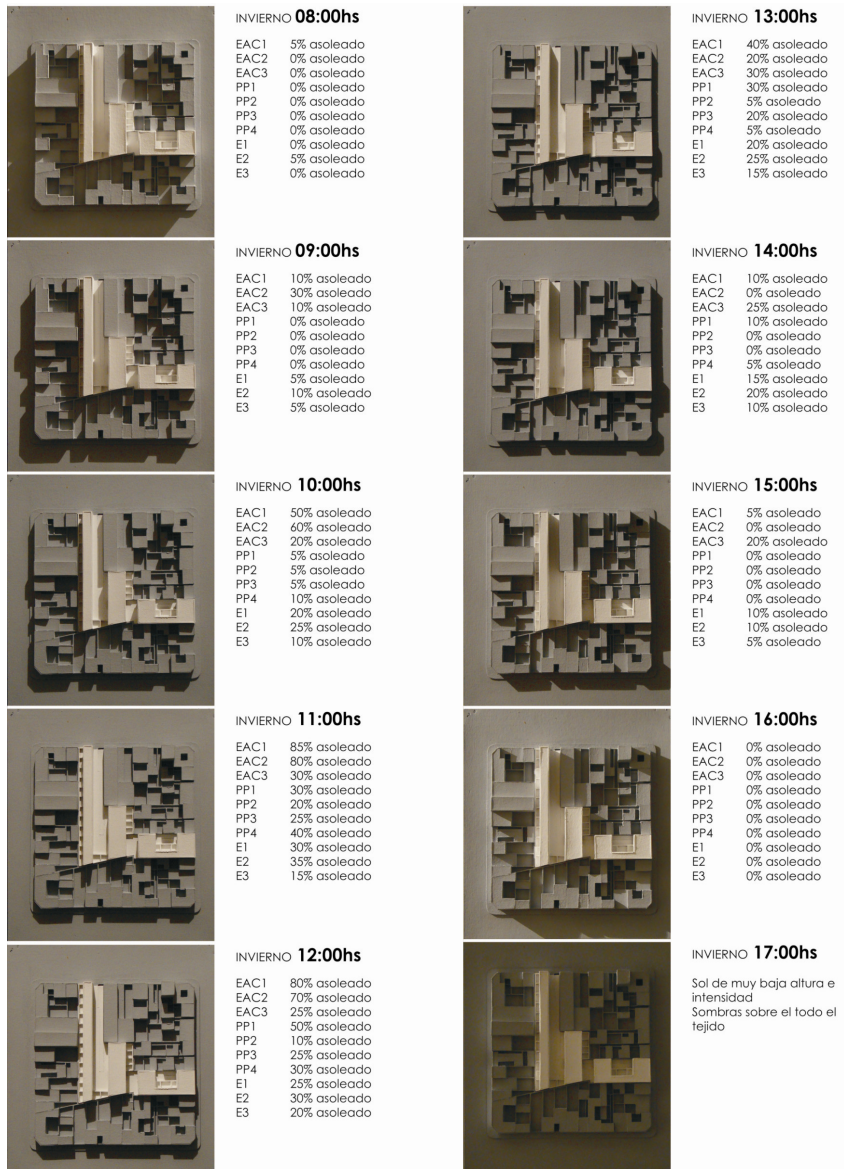 INVIERNO 08:00hs
EAC1 5% asoleado
EAC2 0% asoleado
EAC3 0% asoleado
PP1 0% asoleado
PP2 0% asoleado
PP3 0% asoleado
PP4 0% asoleado
E1 0% asoleado
E2 5% asoleado
E3 0% asoleado
INVIERNO 09:00hs
EAC1 10% asoleado
EAC2 30% asoleado
EAC3 10% asoleado
PP1 0% asoleado
PP2 0% asoleado
PP3 0% asoleado
PP4 0% asoleado
E1 5% asoleado
E2 10% asoleado
E3 5% asoleado
INVIERNO 10:00hs
EAC1 50% asoleado
EAC2 60% asoleado
EAC3 20% asoleado
PP1 5% asoleado
PP2 5% asoleado
PP3 5% asoleado
PP4 10% asoleado
E1 20% asoleado
E2 25% asoleado
E3 10% asoleado
INVIERNO 11:00hs
EAC1 85% asoleado
EAC2 80% asoleado
EAC3 30% asoleado
PP1 30% asoleado
PP2 20% asoleado
PP3 25% asoleado
PP4 40% asoleado
E1 30% asoleado
E2 35% asoleado
E3 15% asoleado
INVIERNO 12:00hs
EAC1 80% asoleado
EAC2 70% asoleado
EAC3 25% asoleado
PP1 50% asoleado
PP2 10% asoleado
PP3 25% asoleado
PP4 30% asoleado
E1 25% asoleado
E2 30% asoleado
E3 20% asoleado
INVIERNO 13:00hs
EAC1 40% asoleado
EAC2 20% asoleado
EAC3 30% asoleado
PP1 30% asoleado
PP2 5% asoleado
PP3 20% asoleado
PP4 5% asoleado
E1 20% asoleado
E2 25% asoleado
E3 15% asoleado
INVIERNO 14:00hs
EAC1 10% asoleado
EAC2 0% asoleado
EAC3 25% asoleado
PP1 10% asoleado
PP2 0% asoleado
PP3 0% asoleado
PP4 5% asoleado
E1 15% asoleado
E2 20% asoleado
E3 10% asoleado
INVIERNO 15:00hs
EAC1 5% asoleado
EAC2 0% asoleado
EAC3 20% asoleado
PP1 0% asoleado
PP2 0% asoleado
PP3 0% asoleado
PP4 0% asoleado
E1 10% asoleado
E2 10% asoleado
E3 5% asoleado
INVIERNO 16:00hs
EAC1 0% asoleado
EAC2 0% asoleado
EAC3 0% asoleado
PP1 0% asoleado
PP2 0% asoleado
PP3 0% asoleado
PP4 0% asoleado
E1 0% asoleado
E2 0% asoleado
E3 0% asoleado
INVIERNO 17:00hs
Sol de muy baja altura e
intensidad
Sombras sobre el todo el
tejido